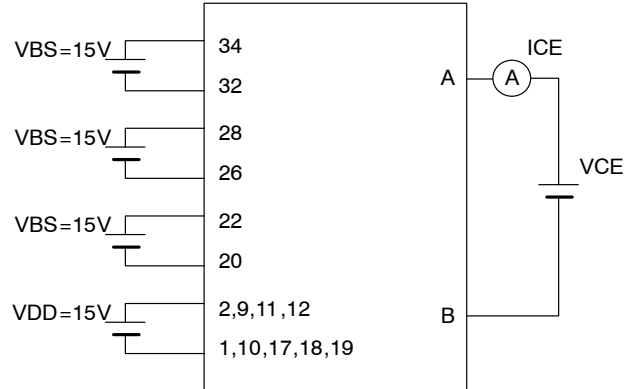 VBS=15V
34
32
VBS=15V
28
26
VBS=15V
22
20
VDD=15V
2,9,11,12
1,10,17,18,19
A
A
ICE
VCE
B